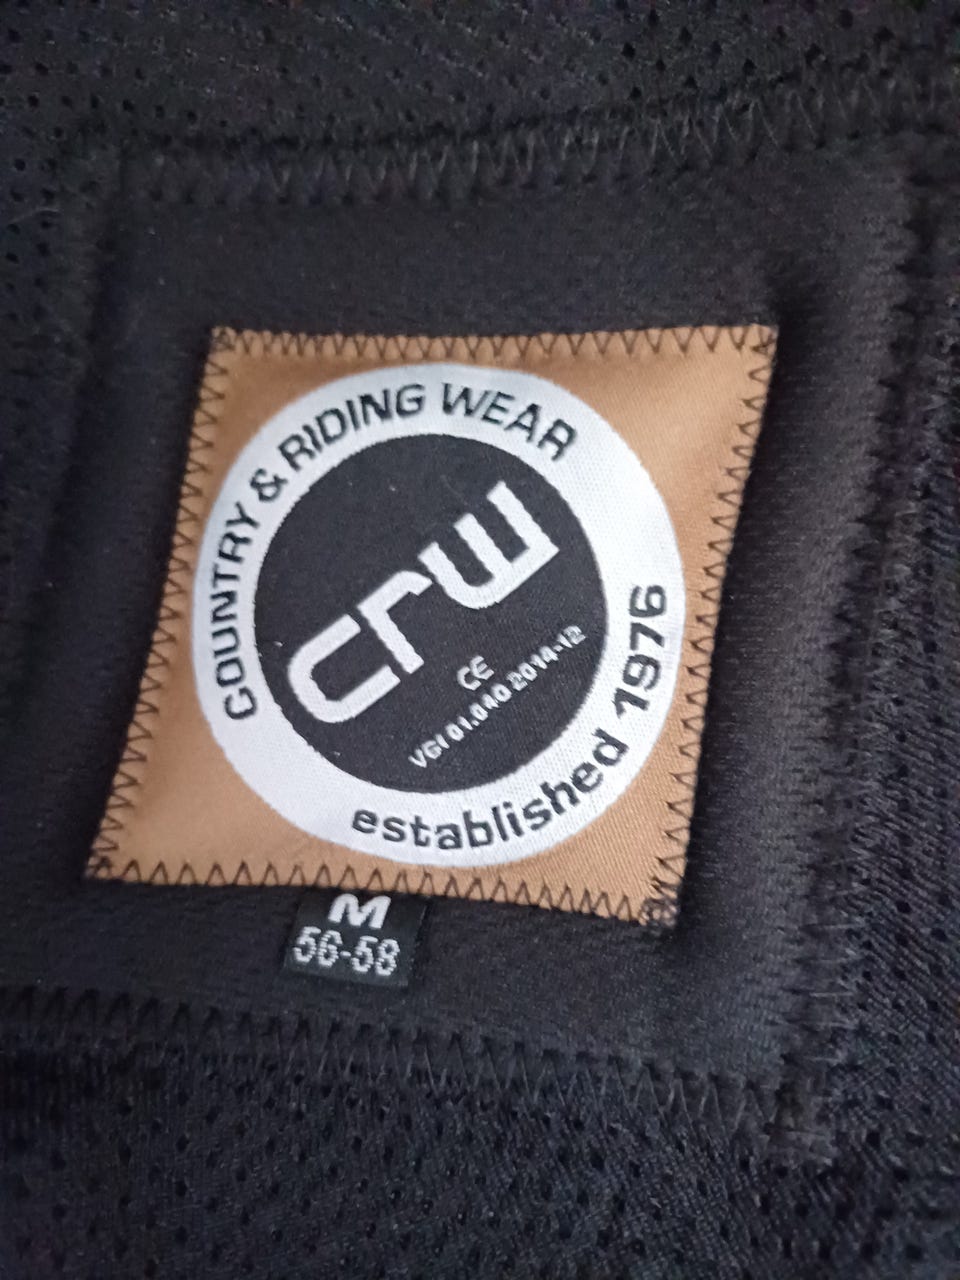 COUNTRY & RIDING WEAR
crw
CE
VG1 01.040 2014-12
established 1976
M
56-58